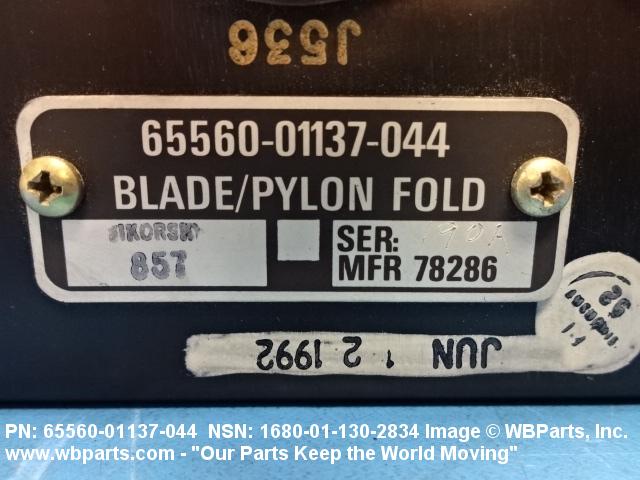 J536
65560-01137-044
BLADE/PYLON FOLD
SIKORSKY
857
SER:
MFR 78286
JUN 12 1992
PN: 65560-01137-044 NSN: 1680-01-130-2834 Image © WBParts, Inc.
www.wbparts.com - "Our Parts Keep the World Moving"